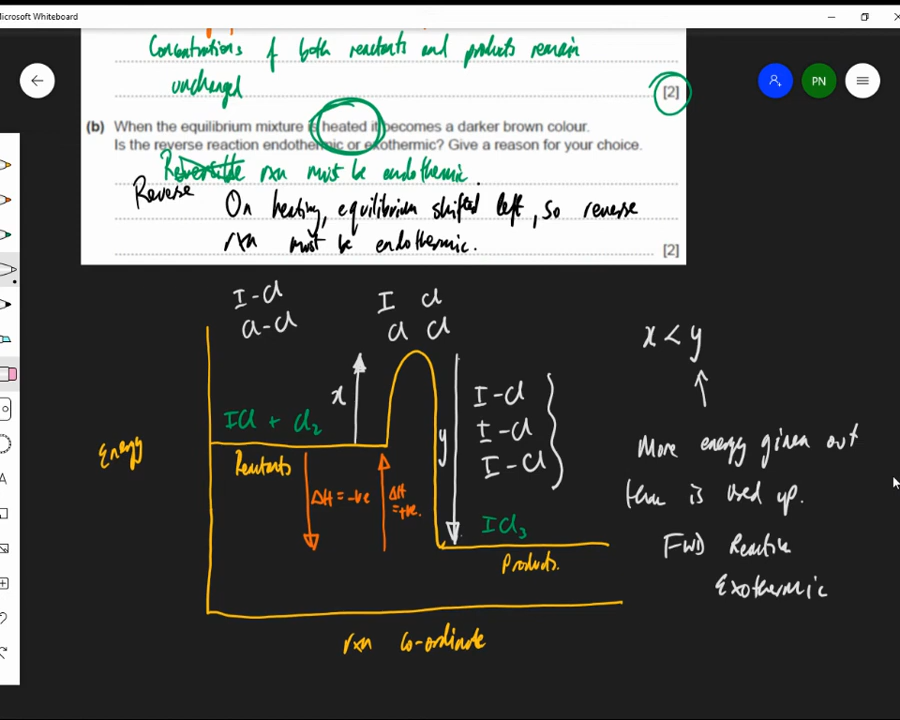 Microsoft Whiteboard
Concentrations of both reactants and products remain
unchanged
[2]
PN
(b) When the equilibrium mixture is heated it becomes a darker brown colour.
Is the reverse reaction endothermic or exothermic? Give a reason for your choice.
Reversible rxn must be endothermic.
Reverse
On heating, equilibrium shifted left, so reverse
rxn must be endothermic.
[2]
I-Cl
Cl-Cl
I Cl
Cl Cl
x < y
x
I-Cl
I-Cl
I-Cl
y
ICl + Cl2
Energy
Reactants
ΔH = -ve
ΔH
= +ve.
ICl3
Products.
More energy given out
than is used up.
FWD Reaction
Exothermic
rxn co-ordinate